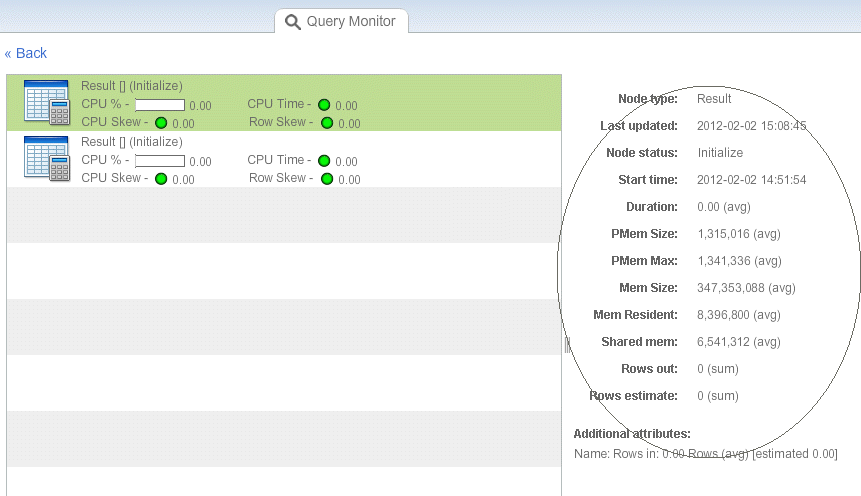 Query Monitor
« Back
Result [] (Initialize)
CPU % - 0.00 CPU Time - 0.00
CPU Skew - 0.00 Row Skew - 0.00
Result [] (Initialize)
CPU % - 0.00 CPU Time - 0.00
CPU Skew - 0.00 Row Skew - 0.00
Node type: Result
Last updated: 2012-02-02 15:08:45
Node status: Initialize
Start time: 2012-02-02 14:51:54
Duration: 0.00 (avg)
PMem Size: 1,315,016 (avg)
PMem Max: 1,341,336 (avg)
Mem Size: 347,353,088 (avg)
Mem Resident: 8,396,800 (avg)
Shared mem: 6,541,312 (avg)
Rows out: 0 (sum)
Rows estimate: 0 (sum)
Additional attributes:
Name: Rows in: 0.00 Rows (avg) [estimated 0.00]